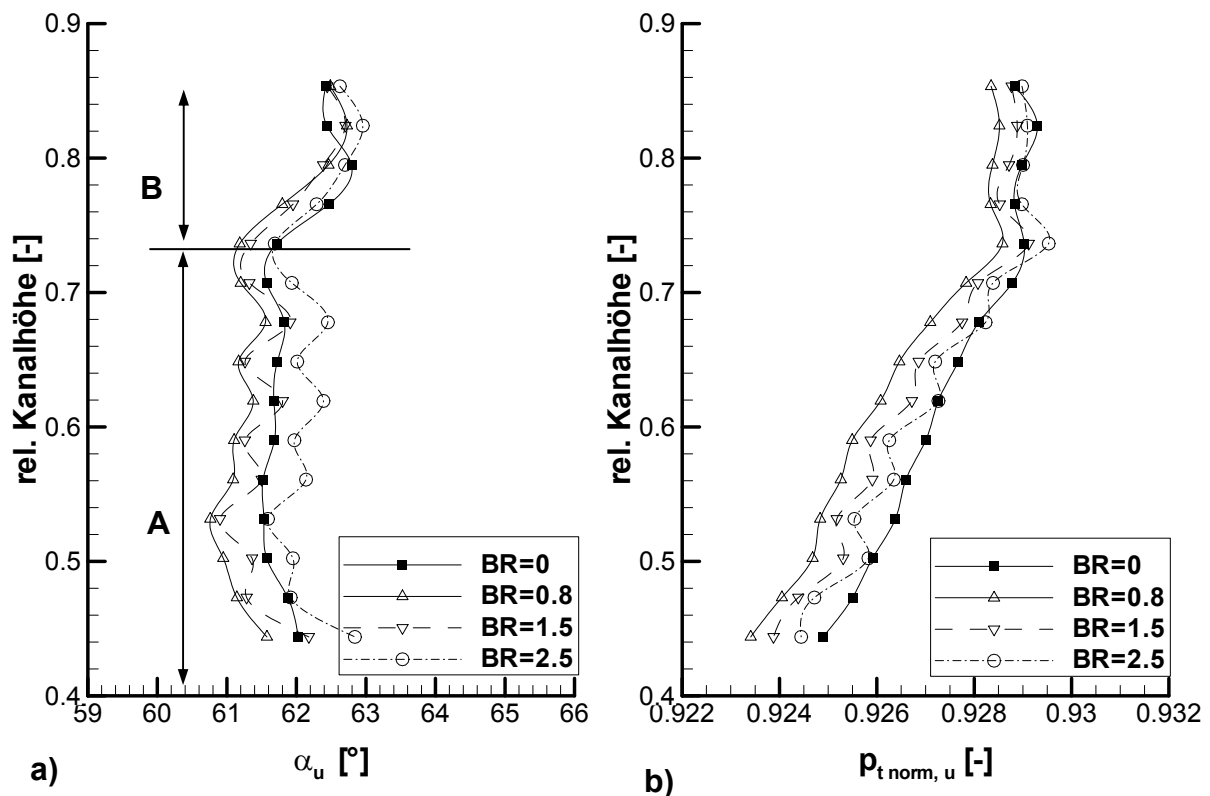 0.9
0.8
0.7
0.6
0.5
0.4
rel. Kanalhöhe [-]
B
A
BR=0
BR=0.8
BR=1.5
BR=2.5
59 60 61 62 63 64 65 66
αu [°]
a)
0.9
0.8
0.7
0.6
0.5
0.4
rel. Kanalhöhe [-]
BR=0
BR=0.8
BR=1.5
BR=2.5
0.922 0.924 0.926 0.928 0.93 0.932
pt norm, u [-]
b)